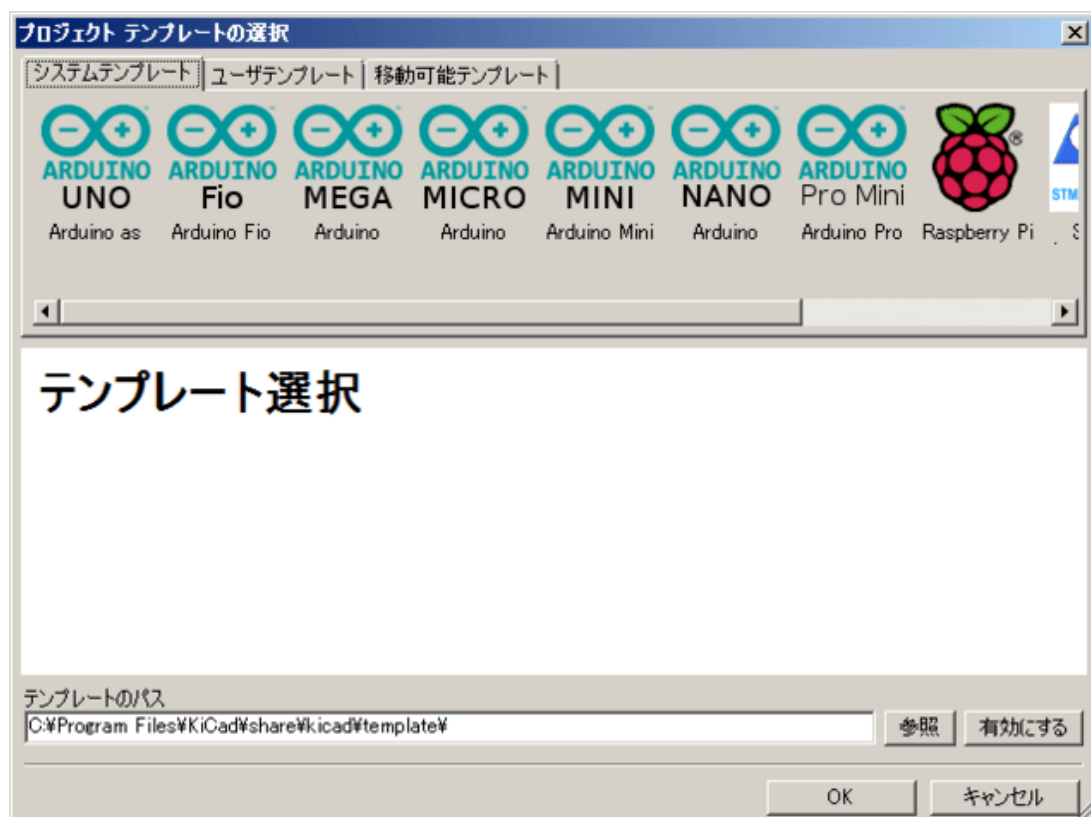 プロジェクト テンプレートの選択
システムテンプレート ユーザテンプレート 移動可能テンプレート
ARDUINO ARDUINO ARDUINO ARDUINO ARDUINO ARDUINO ARDUINO
UNO Fio MEGA MICRO MINI NANO Pro Mini STM
Arduino as Arduino Fio Arduino Arduino Arduino Mini Arduino Arduino Pro Raspberry Pi S
テンプレート選択
テンプレートのパス
C:¥Program Files¥KiCad¥share¥kicad¥template¥ 参照 有効にする
OK キャンセル